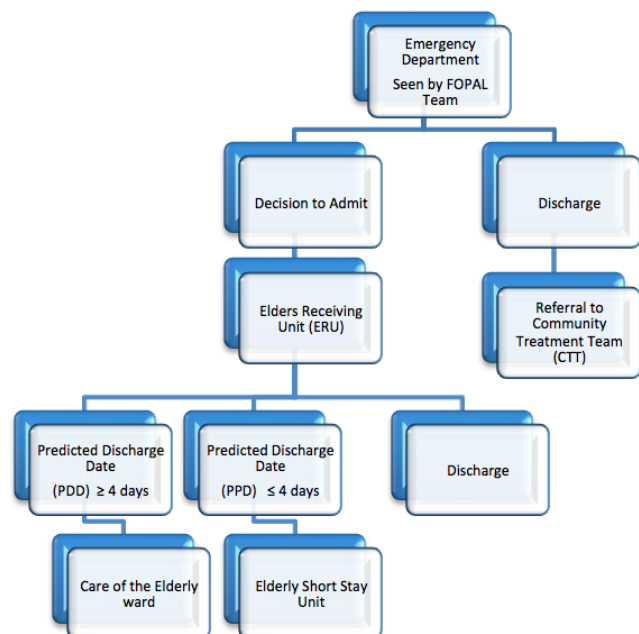 Emergency
Department
Seen by FOPAL
Team
Decision to Admit
Discharge
Elders Receiving
Unit (ERU)
Referral to
Community
Treatment Team
(CTT)
Predicted Discharge
Date
(PDD) ≥ 4 days
Predicted Discharge
Date
(PPD) ≤ 4 days
Discharge
Care of the Elderly
ward
Elderly Short Stay
Unit